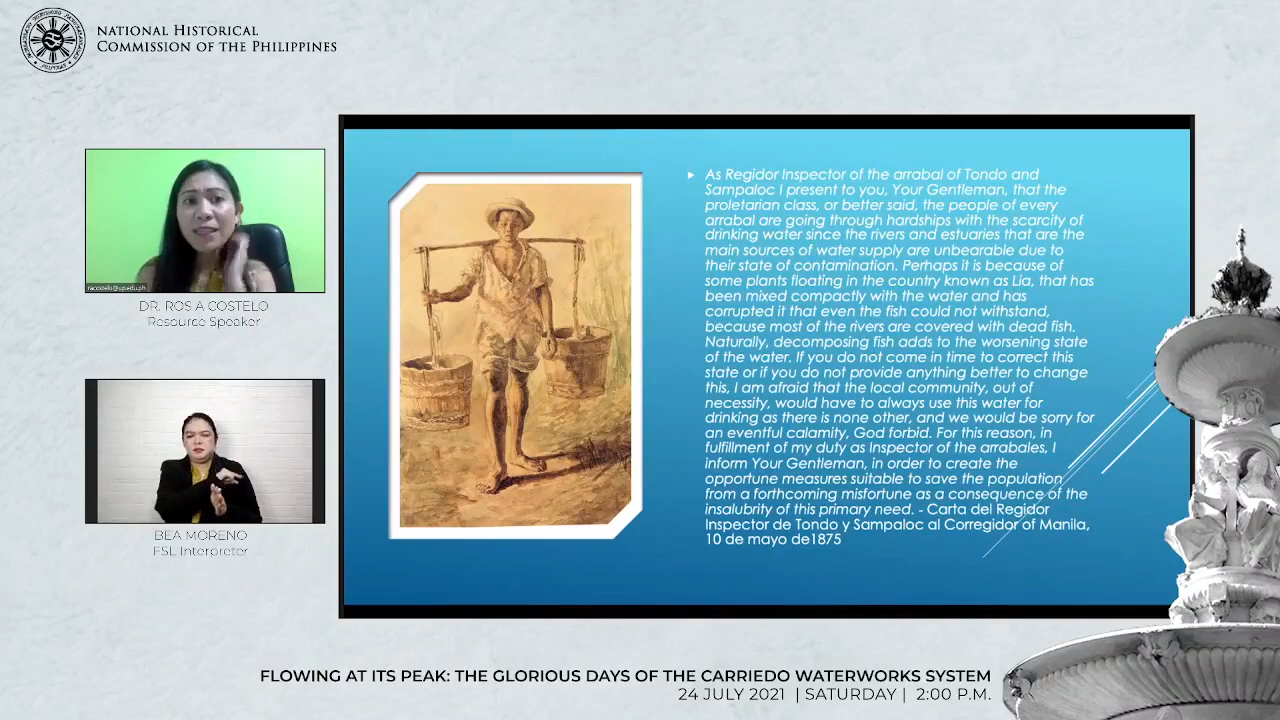 NATIONAL HISTORICAL
COMMISSION OF THE PHILIPPINES
racostelo@up.edu.ph
DR. ROS A COSTELO
Resource Speaker
BEA MORENO
FSL Interpreter
As Regidor Inspector of the arrabal of Tondo and
Sampaloc I present to you, Your Gentleman, that the
proletarian class, or better said, the people of every
arrabal are going through hardships with the scarcity of
drinking water since the rivers and estuaries that are the
main sources of water supply are unbearable due to
their state of contamination. Perhaps it is because of
some plants floating in the country known as Lia, that has
been mixed compactly with the water and has
corrupted it that even the fish could not withstand,
because most of the rivers are covered with dead fish.
Naturally, decomposing fish adds to the worsening state
of the water. If you do not come in time to correct this
state or if you do not provide anything better to change
this, I am afraid that the local community, out of
necessity, would have to always use this water for
drinking as there is none other, and we would be sorry for
an eventful calamity, God forbid. For this reason, in
fulfillment of my duty as Inspector of the arrabales, I
inform Your Gentleman, in order to create the
opportune measures suitable to save the population
from a forthcoming misfortune as a consequence of the
insalubrity of this primary need. - Carta del Regidor
Inspector de Tondo y Sampaloc al Corregidor of Manila,
10 de mayo de1875
FLOWING AT ITS PEAK: THE GLORIOUS DAYS OF THE CARRIEDO WATERWORKS SYSTEM
24 JULY 2021 | SATURDAY | 2:00 P.M.